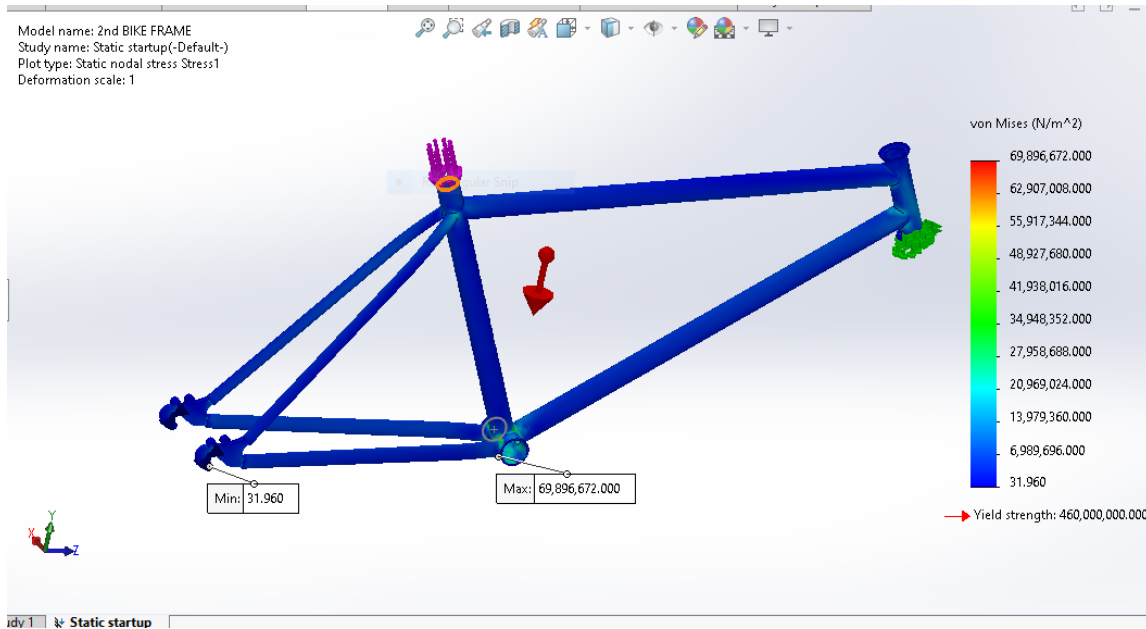 Model name: 2nd BIKE FRAME
Study name: Static startup(-Default-)
Plot type: Static nodal stress Stress1
Deformation scale: 1
von Mises (N/m^2)
69,896,672.000
62,907,008.000
55,917,344.000
48,927,680.000
41,938,016.000
34,948,352.000
27,958,688.000
20,969,024.000
13,979,360.000
6,989,696.000
31.960
Yield strength: 460,000,000.000
Snip
Max: 69,896,672.000
Min: 31.960
Y
X
Z
udy 1
Static startup